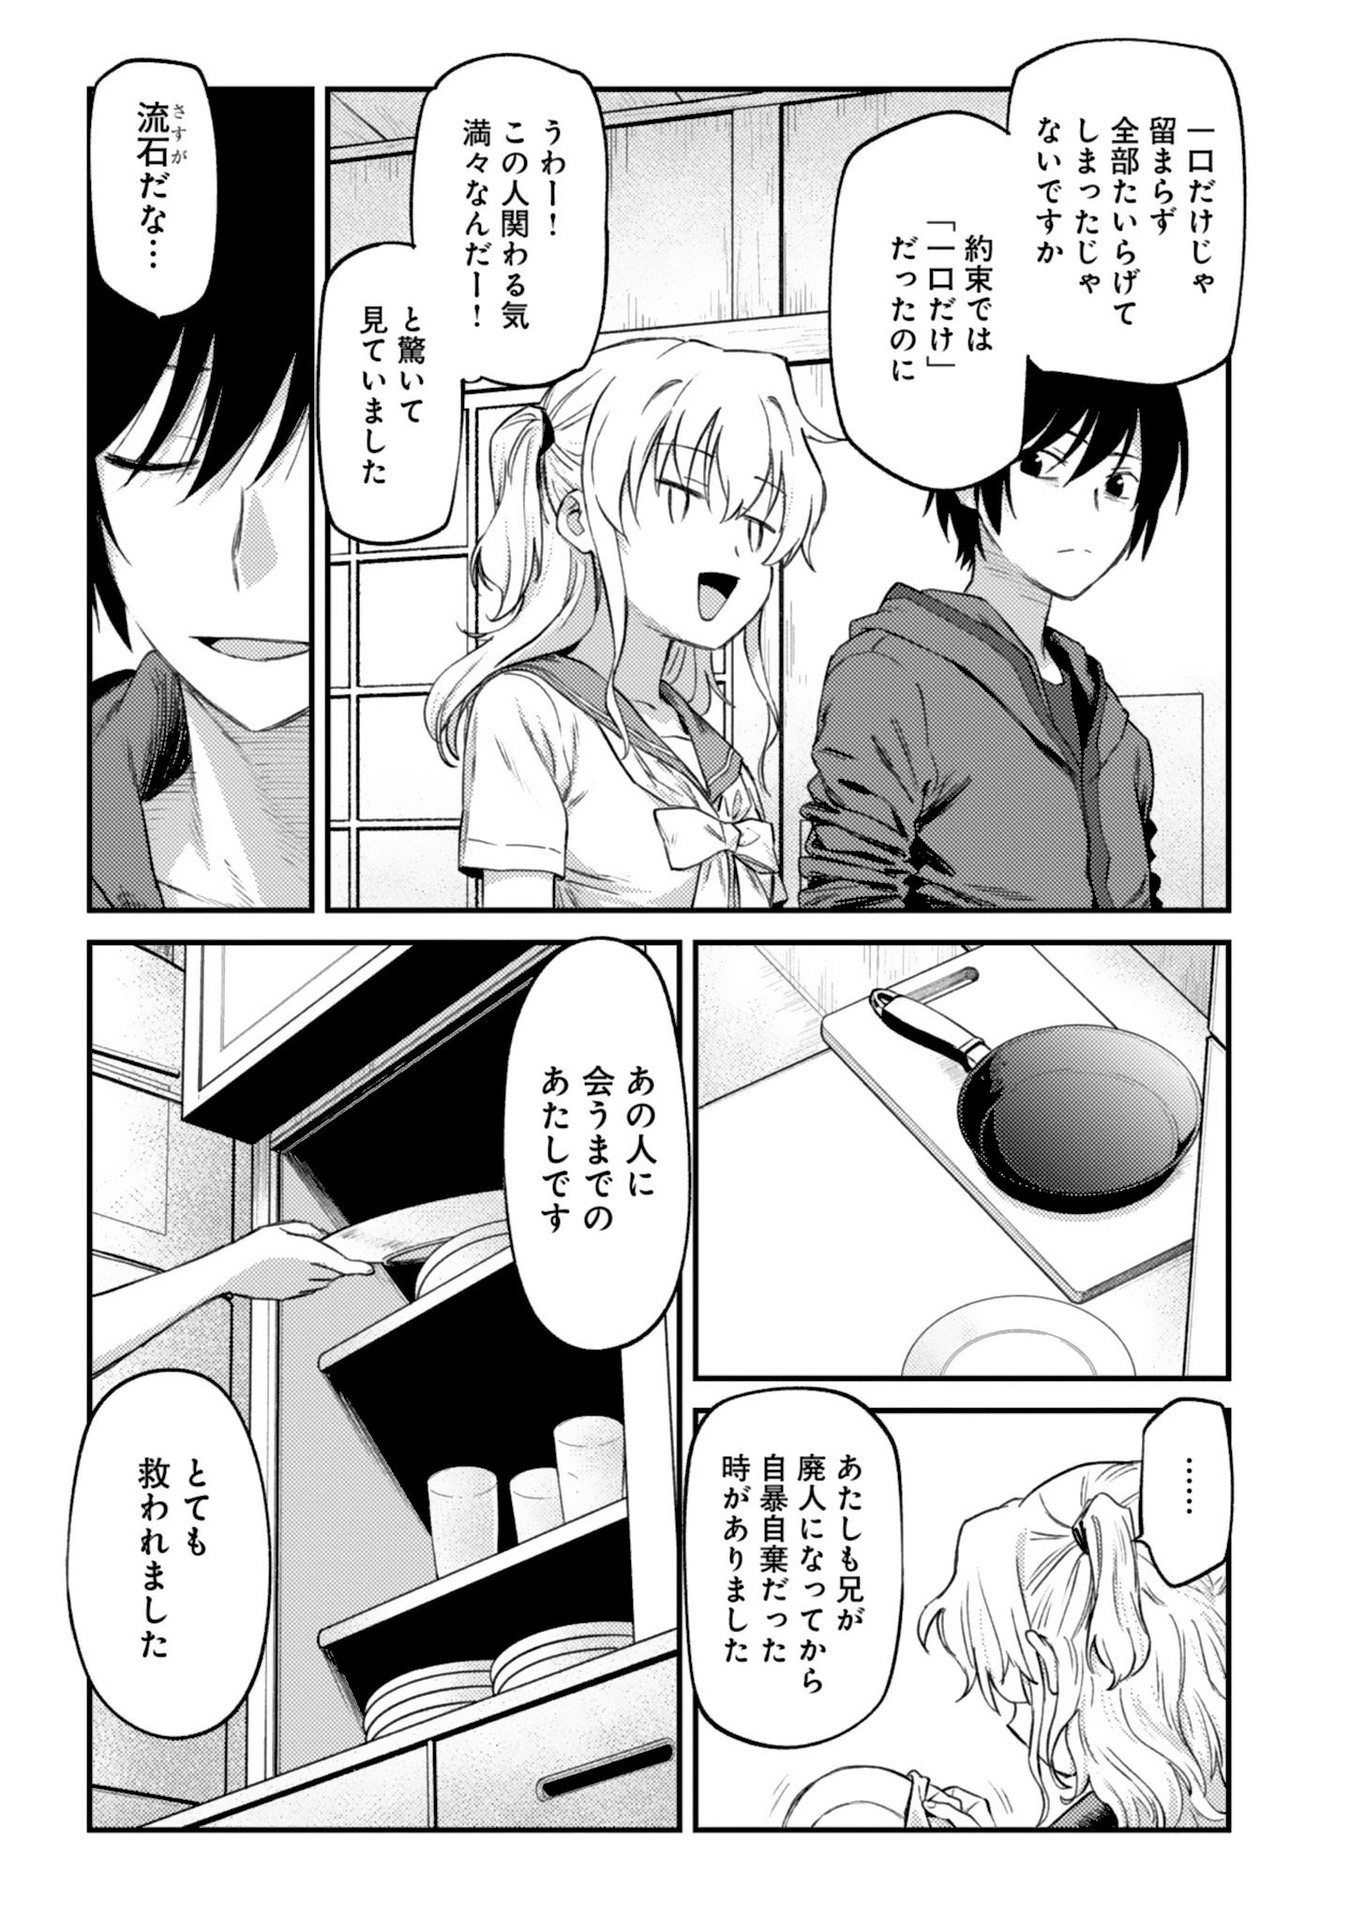 一口だけじゃ
留まらず
全部たいらげて
しまったじゃ
ないですか
約束では
「一口だけ」
だったのに
うわー！
この人関わる気
満々なんだー！
と驚いて
見ていました
流石だな…
さすが
……
あたしも兄が
廃人になってから
自暴自棄だった
時がありました
あの人に
会うまでの
あたしです
とても
救われました